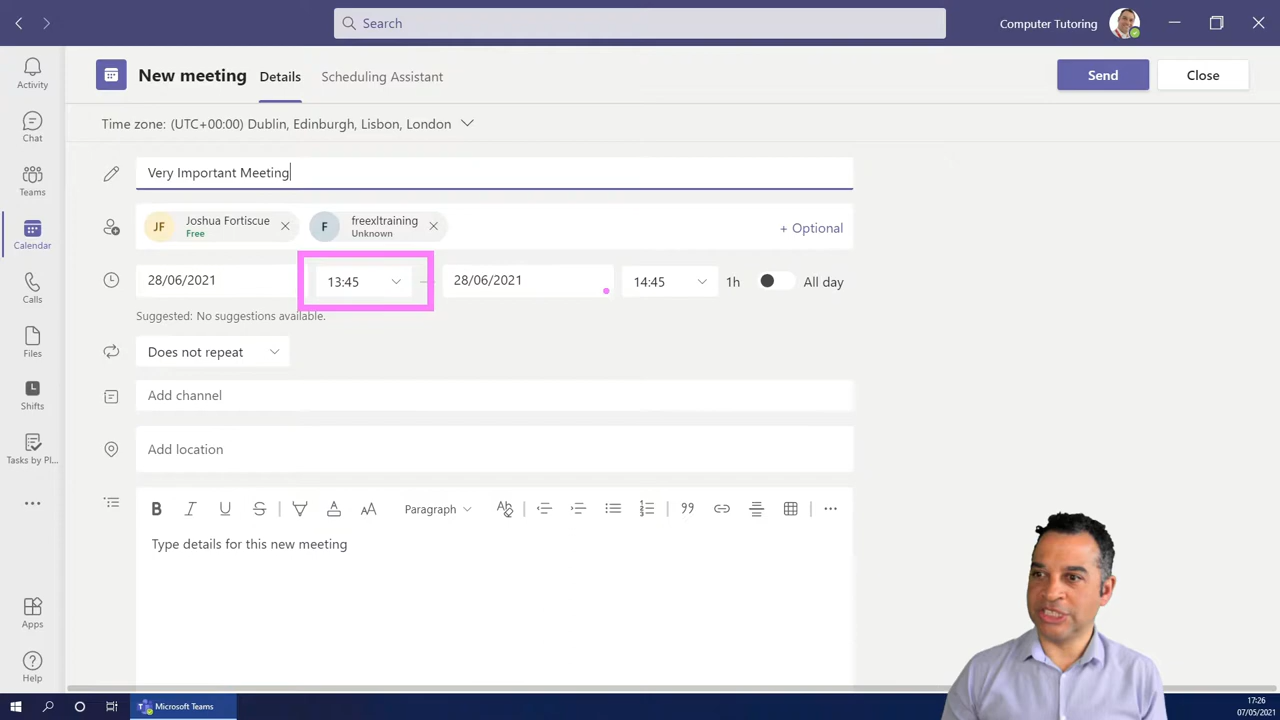 Search
Computer Tutoring
New meeting
Details
Scheduling Assistant
Send
Close
Activity
Chat
Teams
Calendar
Calls
Files
Shifts
Tasks by Pl...
Apps
Help
Time zone: (UTC+00:00) Dublin, Edinburgh, Lisbon, London
Very Important Meeting
JF
Joshua Fortiscue
Free
F
freexltraining
Unknown
+ Optional
28/06/2021
13:45
28/06/2021
14:45
1h
All day
Suggested: No suggestions available.
Does not repeat
Add channel
Add location
B I U S A AA Paragraph
Type details for this new meeting
Microsoft Teams
17:26
07/05/2021